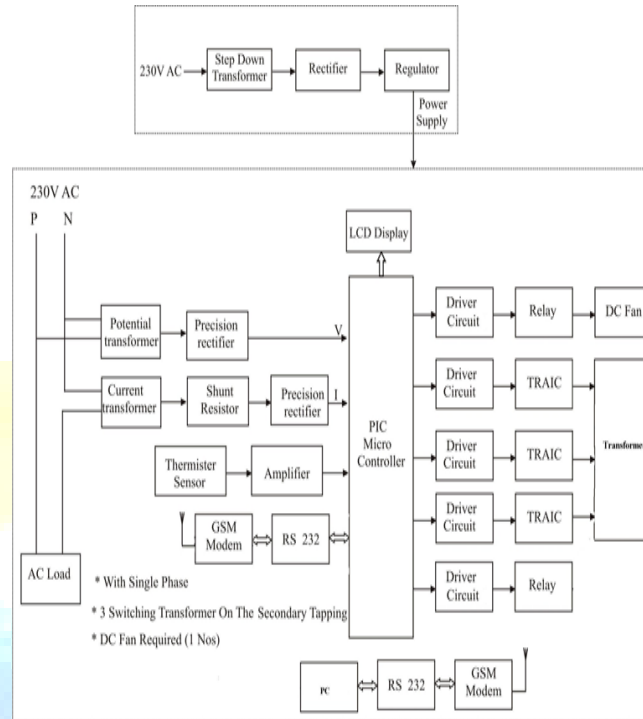 230V AC
Step Down
Transformer
Rectifier
Regulator
Power
Supply
230V AC
P N
LCD Display
Potential
transformer
Precision
rectifier
V
Current
transformer
Shunt
Resistor
Precision
rectifier
I
Thermister
Sensor
Amplifier
GSM
Modem
RS 232
PIC
Micro
Controller
Driver
Circuit
Relay
DC Fan
Driver
Circuit
TRAIC
Driver
Circuit
TRAIC
Driver
Circuit
TRAIC
Transforme
Driver
Circuit
Relay
AC Load
* With Single Phase
* 3 Switching Transformer On The Secondary Tapping
* DC Fan Required (1 Nos)
PC
RS 232
GSM
Modem